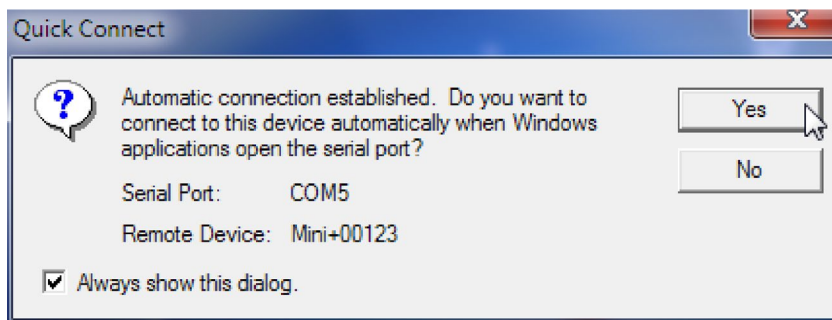 Quick Connect
Automatic connection established.  Do you want to
connect to this device automatically when Windows
applications open the serial port?
Yes
No
Serial Port: COM5
Remote Device: Mini+00123
Always show this dialog.